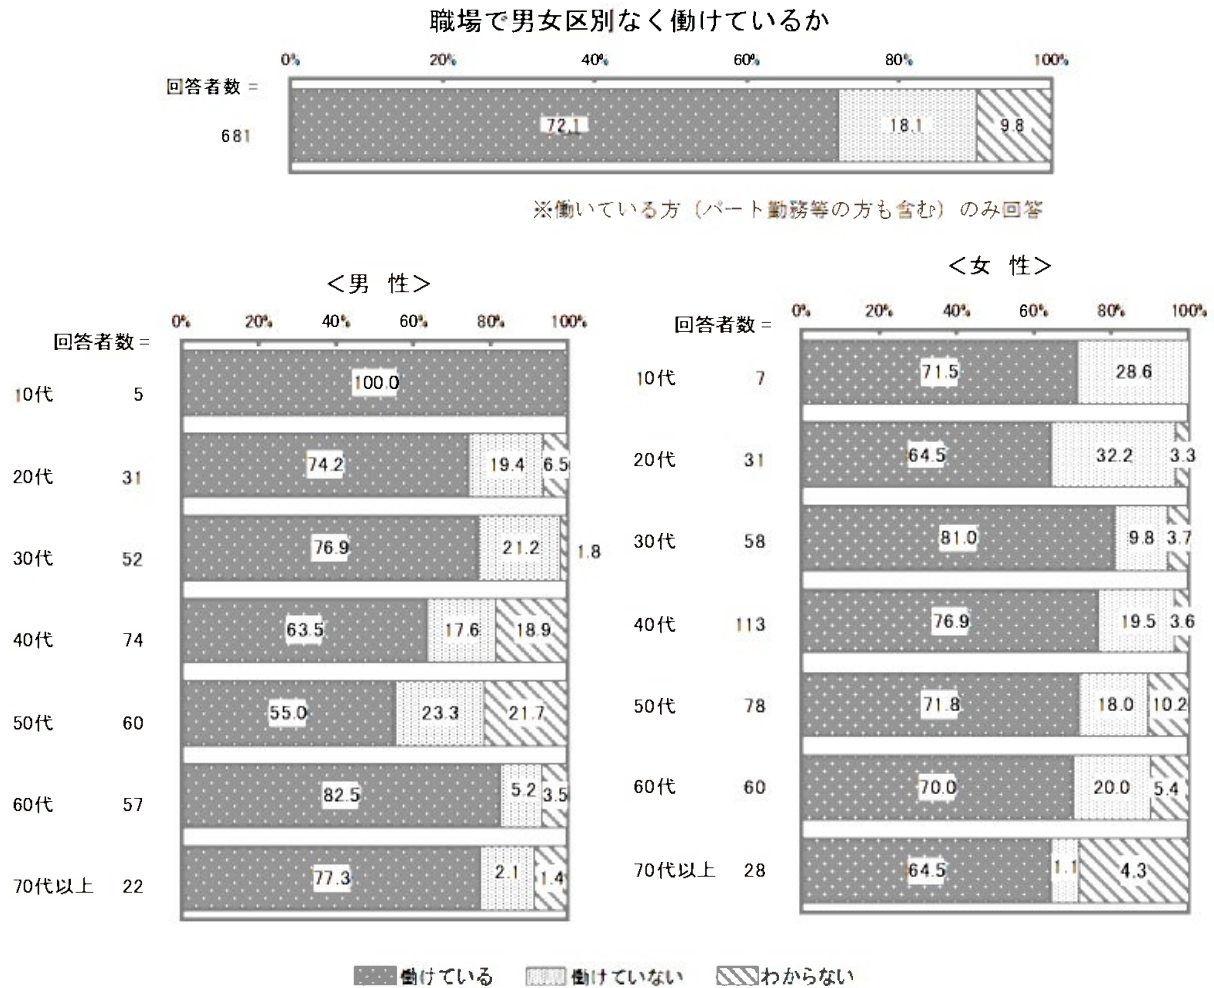 職場で男女区別なく働けているか
0% 20% 40% 60% 80% 100%
回答者数 =
681 72.1 18.1 9.8
※働いている方（パート勤務等の方も含む）のみ回答
＜男 性＞
0% 20% 40% 60% 80% 100%
回答者数 =
10代 5 100.0
20代 31 74.2 19.4 6.5
30代 52 76.9 21.2 1.8
40代 74 63.5 17.6 18.9
50代 60 55.0 23.3 21.7
60代 57 82.5 5.2 3.5
70代以上 22 77.3 2.1 1.4
＜女 性＞
0% 20% 40% 60% 80% 100%
回答者数 =
10代 7 71.5 28.6
20代 31 64.5 32.2 3.3
30代 58 81.0 9.8 3.7
40代 113 76.9 19.5 3.6
50代 78 71.8 18.0 10.2
60代 60 70.0 20.0 5.4
70代以上 28 64.5 1.1 4.3
働けている 働けていない わからない